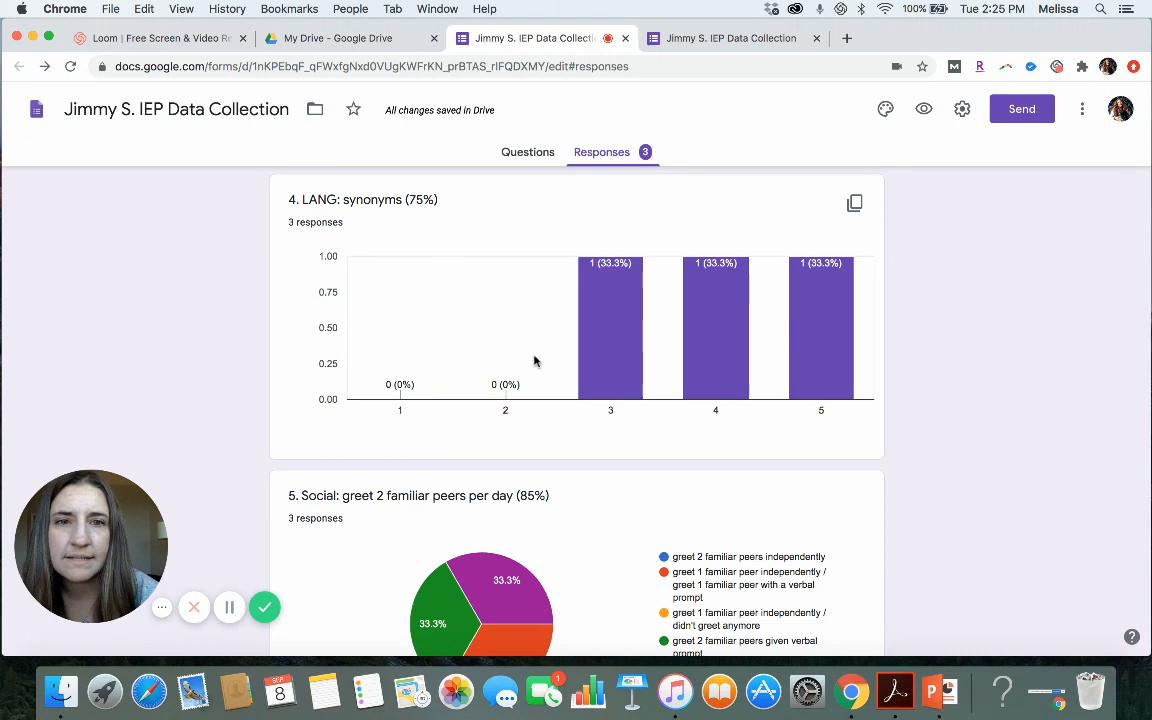 Chrome File Edit View History Bookmarks People Tab Window Help 100% Tue 2:25 PM Melissa
Loom | Free Screen & Video Re
My Drive - Google Drive
Jimmy S. IEP Data Collecti
Jimmy S. IEP Data Collection
docs.google.com/forms/d/1nKPEbqF_qFWxfgNxd0VUgKWFrKN_prBTAS_rIFQDXMY/edit#responses
Jimmy S. IEP Data Collection
All changes saved in Drive
Send
Questions
Responses 3
4. LANG: synonyms (75%)
3 responses
1.00
0.75
0.50
0.25
0.00
0 (0%)
0 (0%)
1 (33.3%)
1 (33.3%)
1 (33.3%)
1 2 3 4 5
5. Social: greet 2 familiar peers per day (85%)
3 responses
33.3%
33.3%
greet 2 familiar peers independently
greet 1 familiar peer independently /
greet 1 familiar peer with a verbal
prompt
greet 1 familiar peer independently /
didn't greet anymore
greet 2 familiar peers given verbal
prompt
SEP
8
1